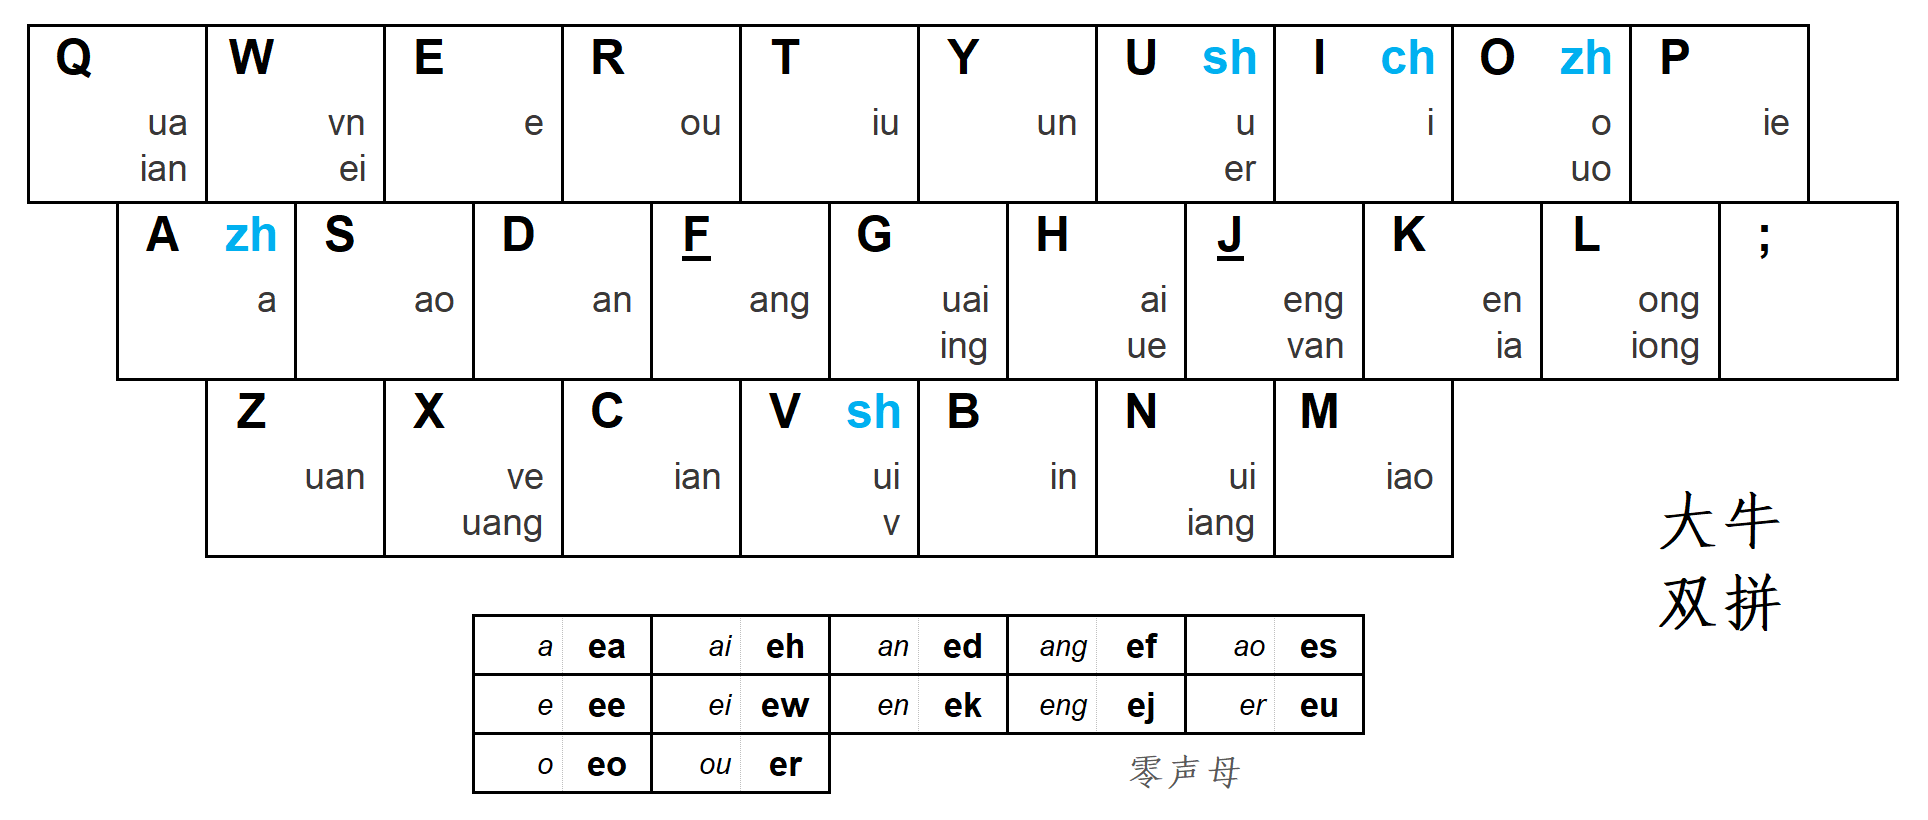 Q W E R T Y U sh I ch O zh P
ua vn e ou iu un u i o ie
ian ei er uo
A zh S D F G H J K L ;
a ao an ang uai ai eng en ong
ing ue van ia iong
Z X C V sh B N M
uan ve ian ui in ui iao
uang v iang
大牛
双拼
a ea ai eh an ed ang ef ao es
e ee ei ew en ek eng ej er eu
o eo ou er
零声母